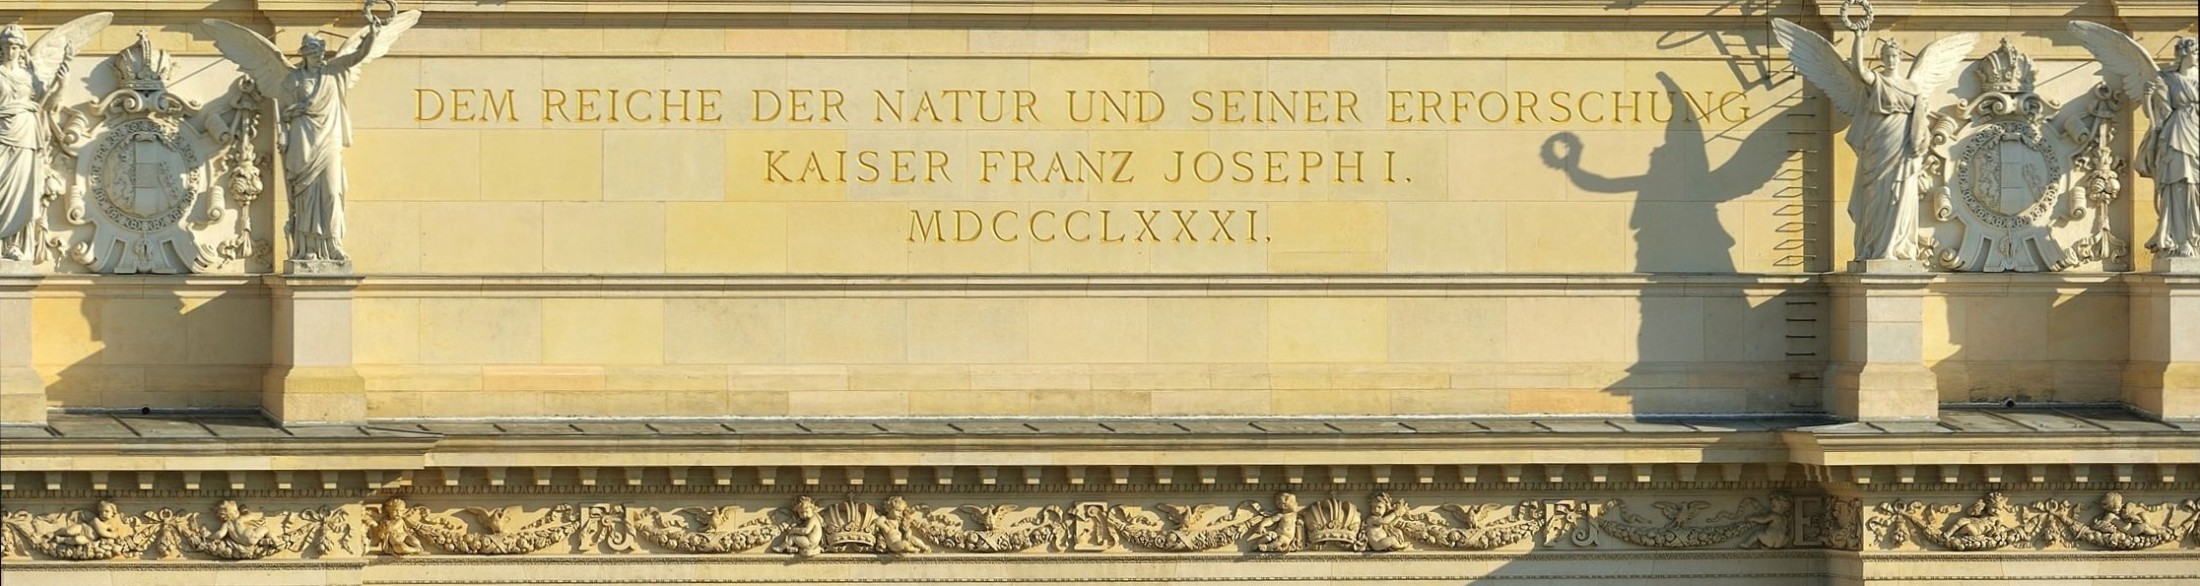 DEM REICHE DER NATUR UND SEINER ERFORSCHUNG
KAISER FRANZ JOSEPH I.
MDCCCLXXXI.